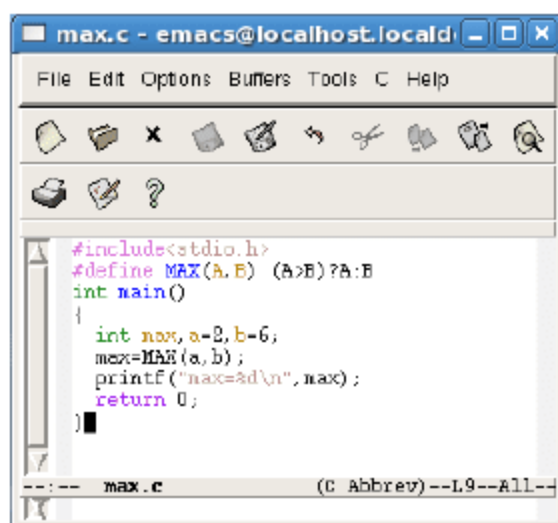 max.c - emacs@localhost.locald
File Edit Options Buffers Tools C Help
#include<stdio.h>
#define MAX(A,B) (A>B)?A:B
int main()
{
int max,a=8,b=6;
max=MAX(a,b);
printf("max=%d\n",max);
return 0;
}
--:-- max.c (C Abbrev)--L9--All--